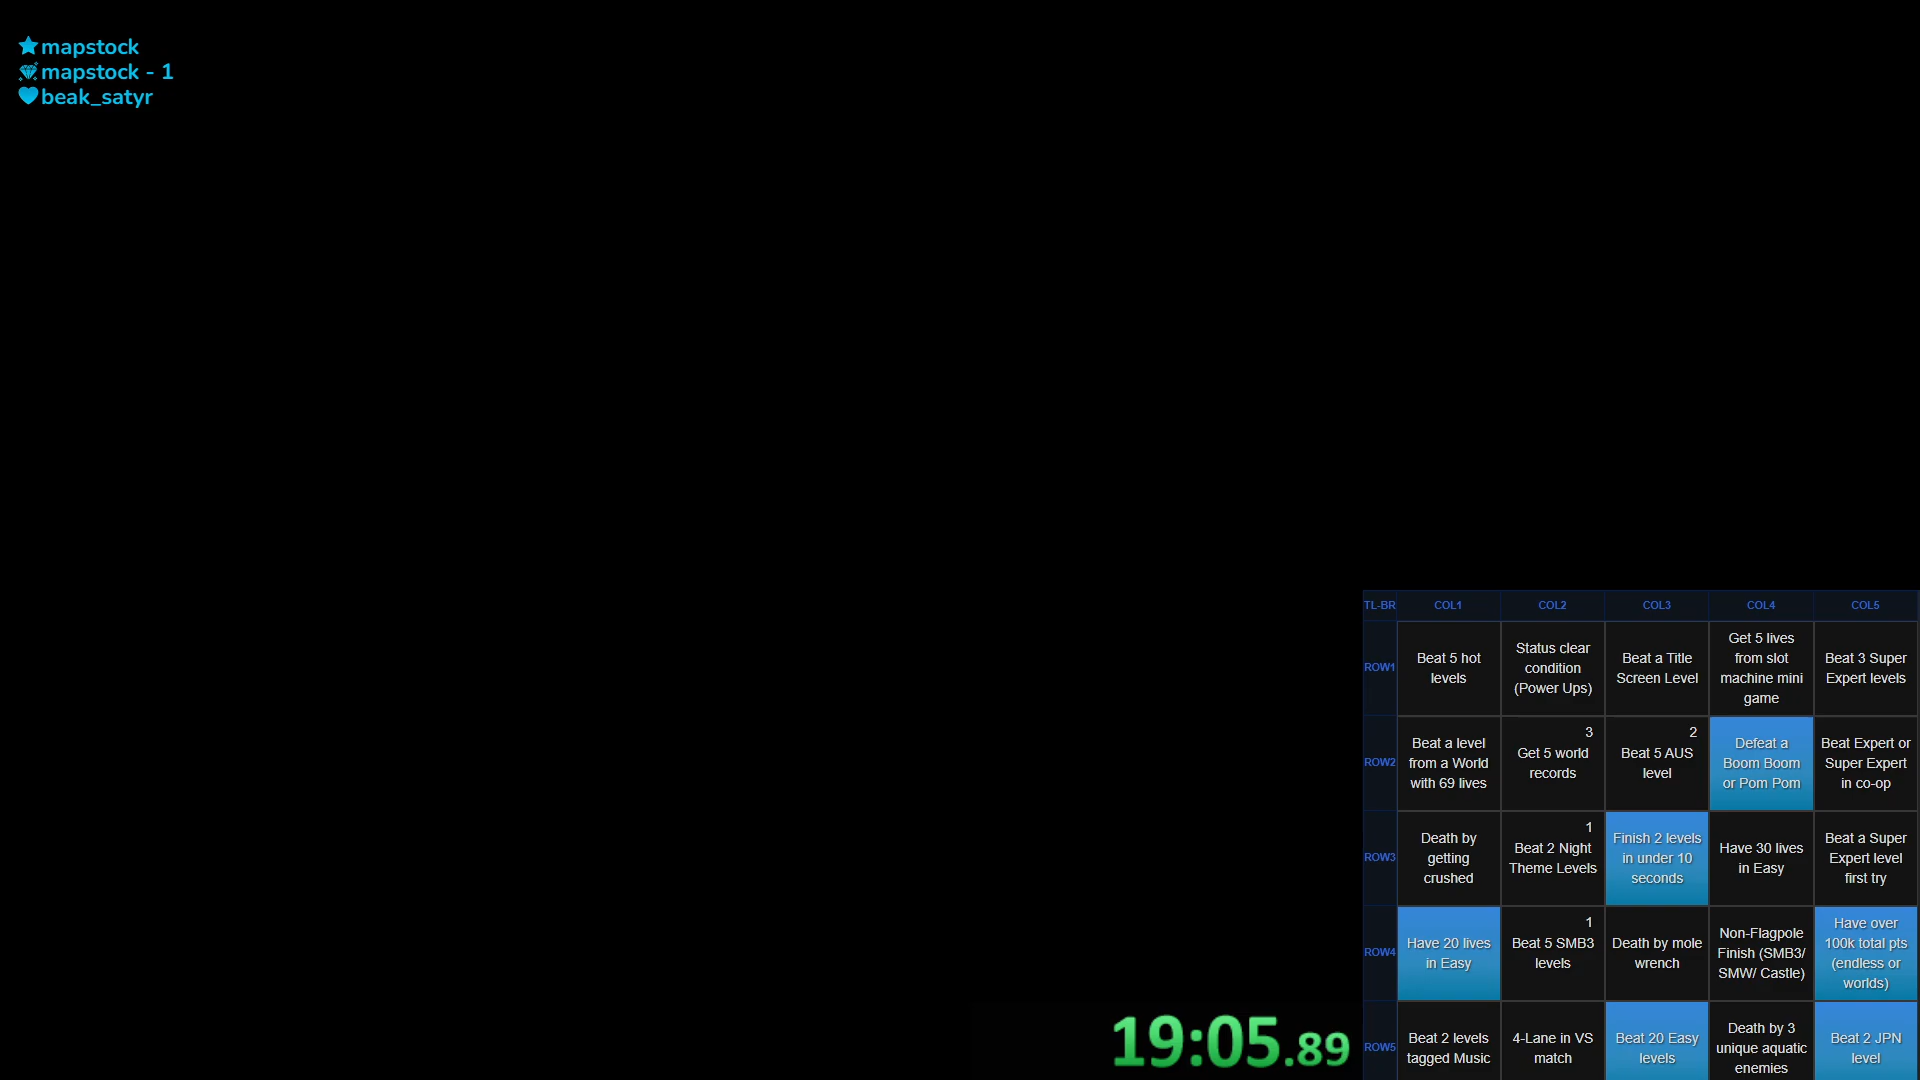 mapstock
mapstock - 1
beak_satyr
TL-BR COL1 COL2 COL3 COL4 COL5
ROW1
Beat 5 hot
levels
Status clear
condition
(Power Ups)
Beat a Title
Screen Level
Get 5 lives
from slot
machine mini
game
Beat 3 Super
Expert levels
ROW2
Beat a level
from a World
with 69 lives
3
Get 5 world
records
2
Beat 5 AUS
level
Defeat a
Boom Boom
or Pom Pom
Beat Expert or
Super Expert
in co-op
ROW3
Death by
getting
crushed
1
Beat 2 Night
Theme Levels
Finish 2 levels
in under 10
seconds
Have 30 lives
in Easy
Beat a Super
Expert level
first try
ROW4
Have 20 lives
in Easy
1
Beat 5 SMB3
levels
Death by mole
wrench
Non-Flagpole
Finish (SMB3/
SMW/ Castle)
Have over
100k total pts
(endless or
worlds)
ROW5
Beat 2 levels
tagged Music
4-Lane in VS
match
Beat 20 Easy
levels
Death by 3
unique aquatic
enemies
Beat 2 JPN
level
19:05.89